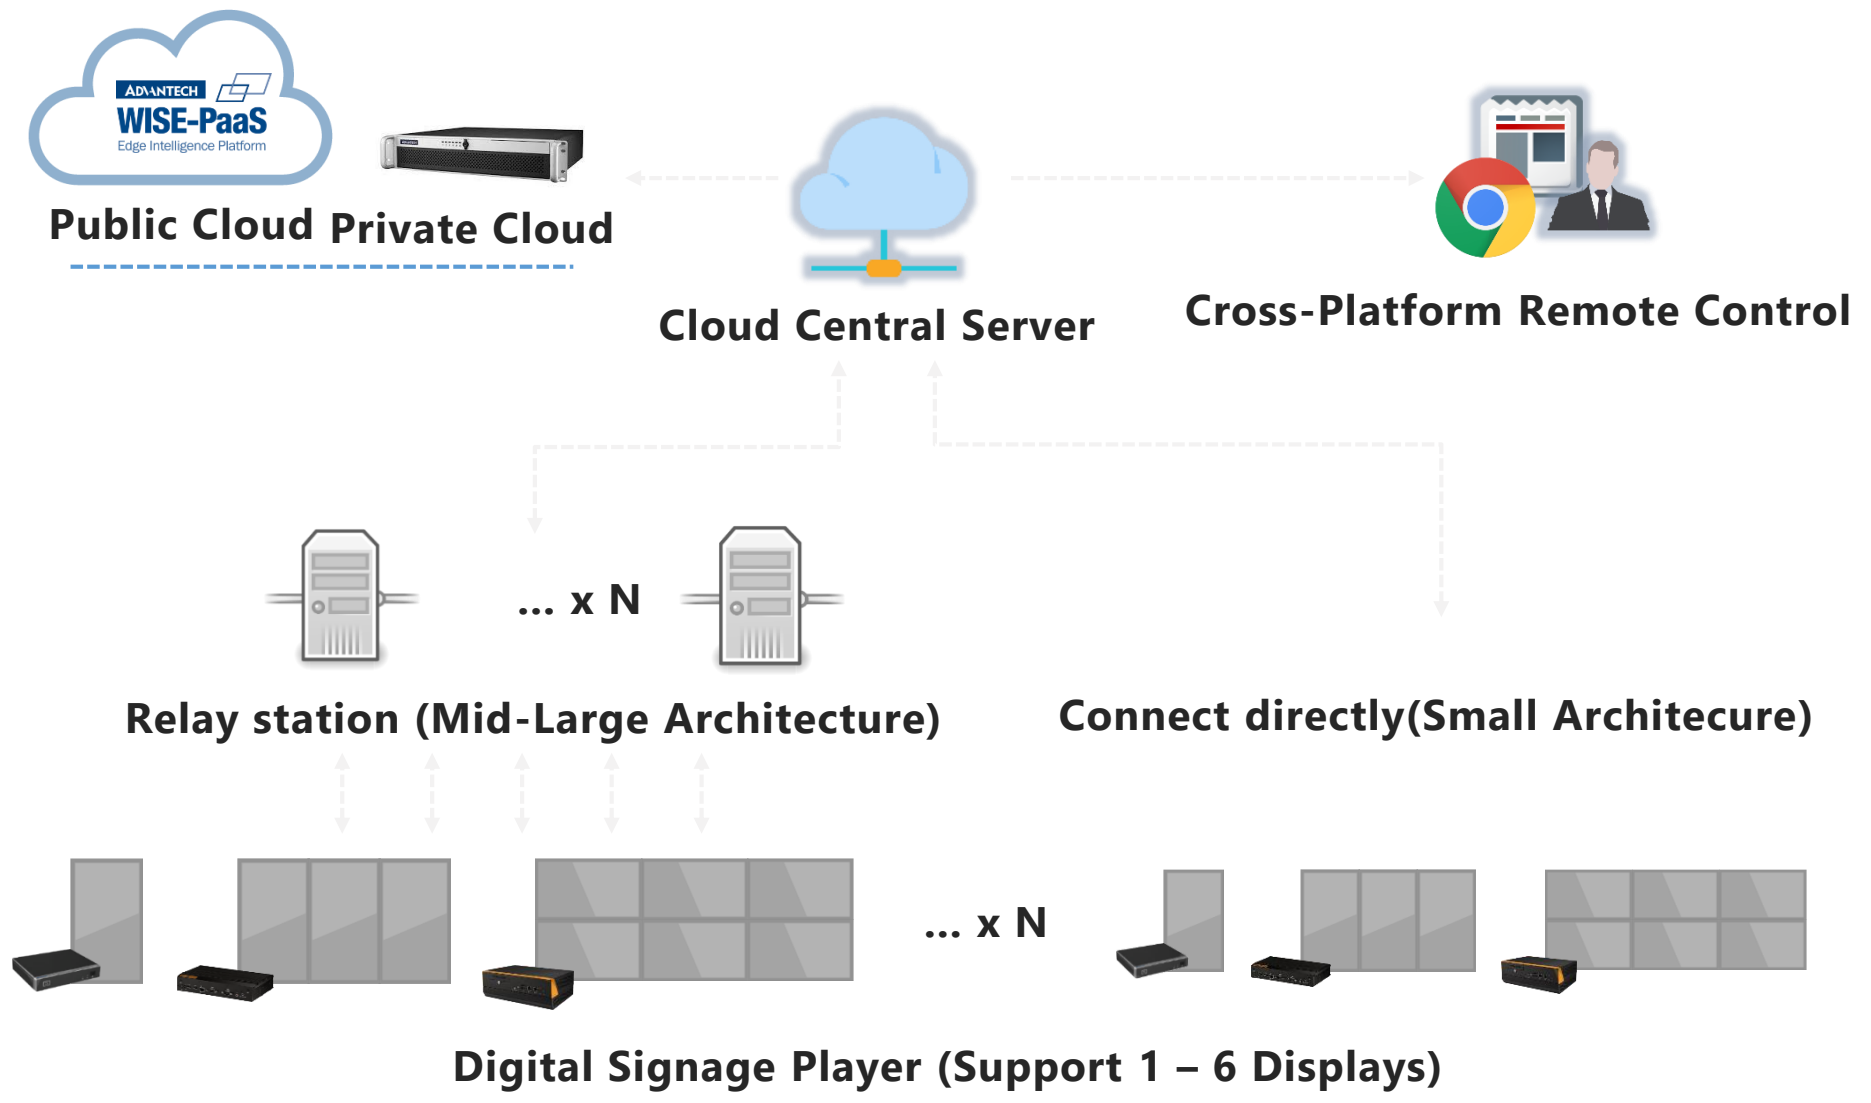 ADVANTECH
WISE-PaaS
Edge Intelligence Platform
Public Cloud
Private Cloud
Cloud Central Server
Cross-Platform Remote Control
... x N
Relay station (Mid-Large Architecture)
Connect directly(Small Architecure)
... x N
Digital Signage Player (Support 1 – 6 Displays)